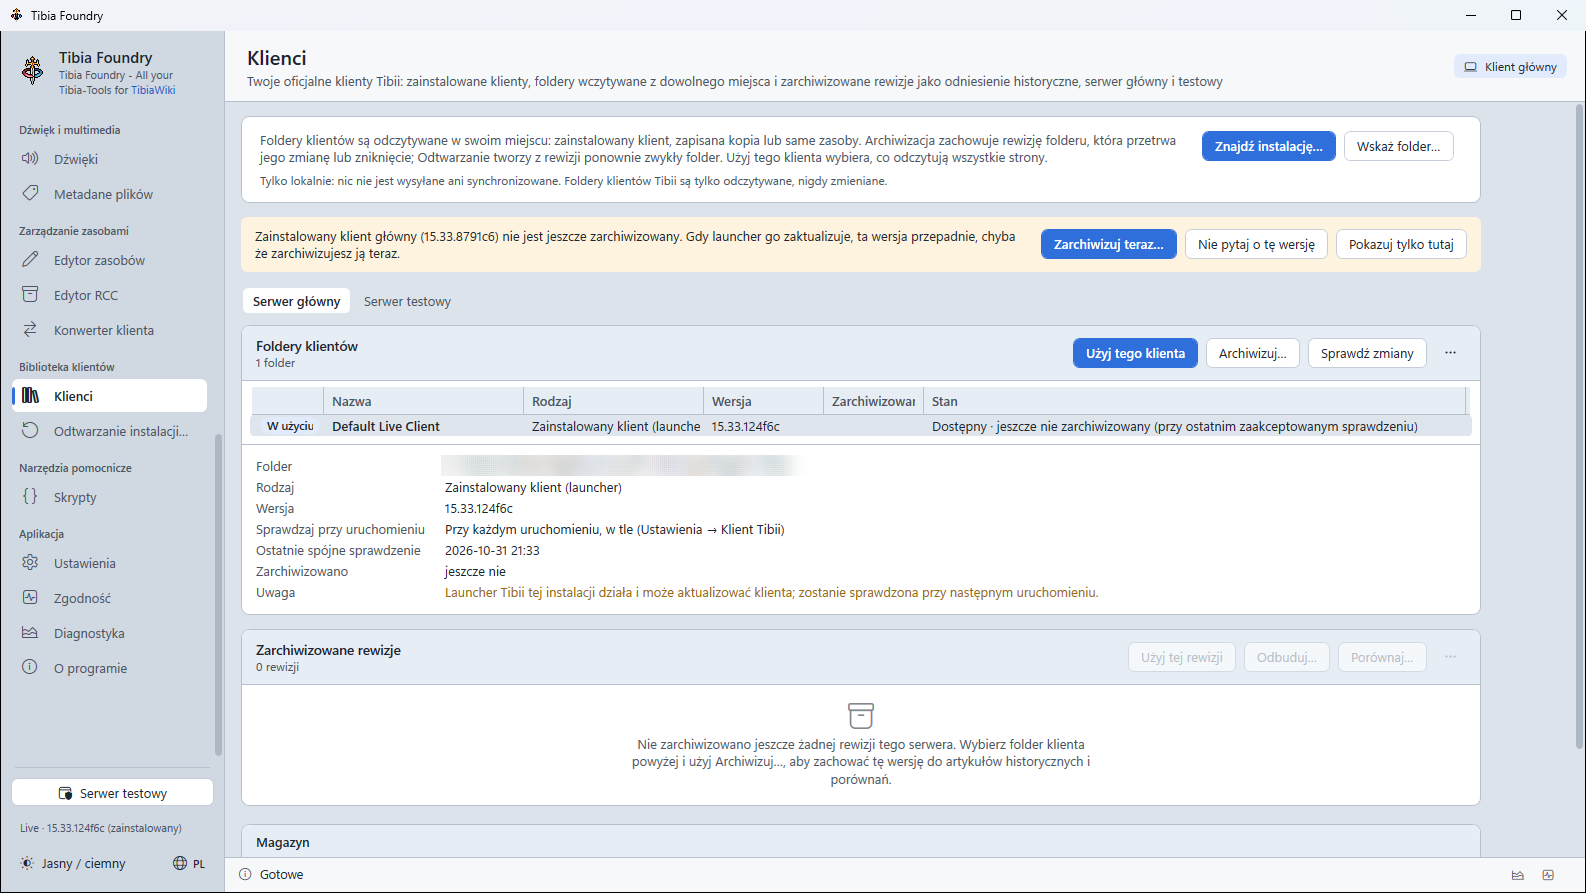 Tibia Foundry
Tibia Foundry
Tibia Foundry - All your
Tibia-Tools for TibiaWiki
Dźwięk i multimedia
Dźwięki
Metadane plików
Zarządzanie zasobami
Edytor zasobów
Edytor RCC
Konwerter klienta
Biblioteka klientów
Klienci
Odtwarzanie instalacji...
Narzędzia pomocnicze
Skrypty
Aplikacja
Ustawienia
Zgodność
Diagnostyka
O programie
Serwer testowy
Live · 15.33.124f6c (zainstalowany)
Jasny / ciemny
PL
Klienci
Twoje oficjalne klienty Tibii: zainstalowane klienty, foldery wczytywane z dowolnego miejsca i zarchiwizowane rewizje jako odniesienie historyczne, serwer główny i testowy
Klient główny
Foldery klientów są odczytywane w swoim miejscu: zainstalowany klient, zapisana kopia lub same zasoby. Archiwizacja zachowuje rewizję folderu, która przetrwa
jego zmianę lub zniknięcie; Odtwarzanie tworzy z rewizji ponownie zwykły folder. Użyj tego klienta wybiera, co odczytują wszystkie strony.
Tylko lokalnie: nic nie jest wysyłane ani synchronizowane. Foldery klientów Tibii są tylko odczytywane, nigdy zmieniane.
Znajdź instalację...
Wskaż folder...
Zainstalowany klient główny (15.33.8791c6) nie jest jeszcze zarchiwizowany. Gdy launcher go zaktualizuje, ta wersja przepadnie, chyba
że zarchiwizujesz ją teraz.
Zarchiwizuj teraz...
Nie pytaj o tę wersję
Pokazuj tylko tutaj
Serwer główny
Serwer testowy
Foldery klientów
1 folder
Użyj tego klienta
Archiwizuj...
Sprawdź zmiany
...
Nazwa
Rodzaj
Wersja
Zarchiwizowar
Stan
W użyciu
Default Live Client
Zainstalowany klient (launche
15.33.124f6c
Dostępny · jeszcze nie zarchiwizowany (przy ostatnim zaakceptowanym sprawdzeniu)
Folder
Rodzaj
Zainstalowany klient (launcher)
Wersja
15.33.124f6c
Sprawdzaj przy uruchomieniu
Przy każdym uruchomieniu, w tle (Ustawienia → Klient Tibii)
Ostatnie spójne sprawdzenie
2026-10-31 21:33
Zarchiwizowano
jeszcze nie
Uwaga
Launcher Tibii tej instalacji działa i może aktualizować klienta; zostanie sprawdzona przy następnym uruchomieniu.
Zarchiwizowane rewizje
0 rewizji
Użyj tej rewizji
Odbuduj...
Porównaj...
...
Nie zarchiwizowano jeszcze żadnej rewizji tego serwera. Wybierz folder klienta
powyżej i użyj Archiwizuj..., aby zachować tę wersję do artykułów historycznych i
porównań.
Magazyn
Gotowe